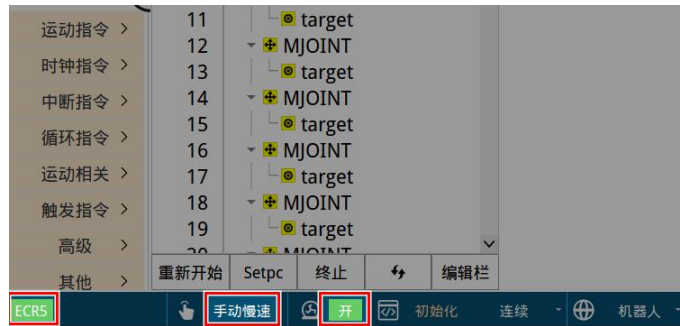 运动指令 >
时钟指令 >
中断指令 >
循环指令 >
运动相关 >
触发指令 >
高级 >
其他 >
11 target
12 MJOINT
13 target
14 MJOINT
15 target
16 MJOINT
17 target
18 MJOINT
19 target
20 MJOINT
重新开始 Setpc 终止 编辑栏
ECR5 手动慢速 开 初始化 连续 机器人